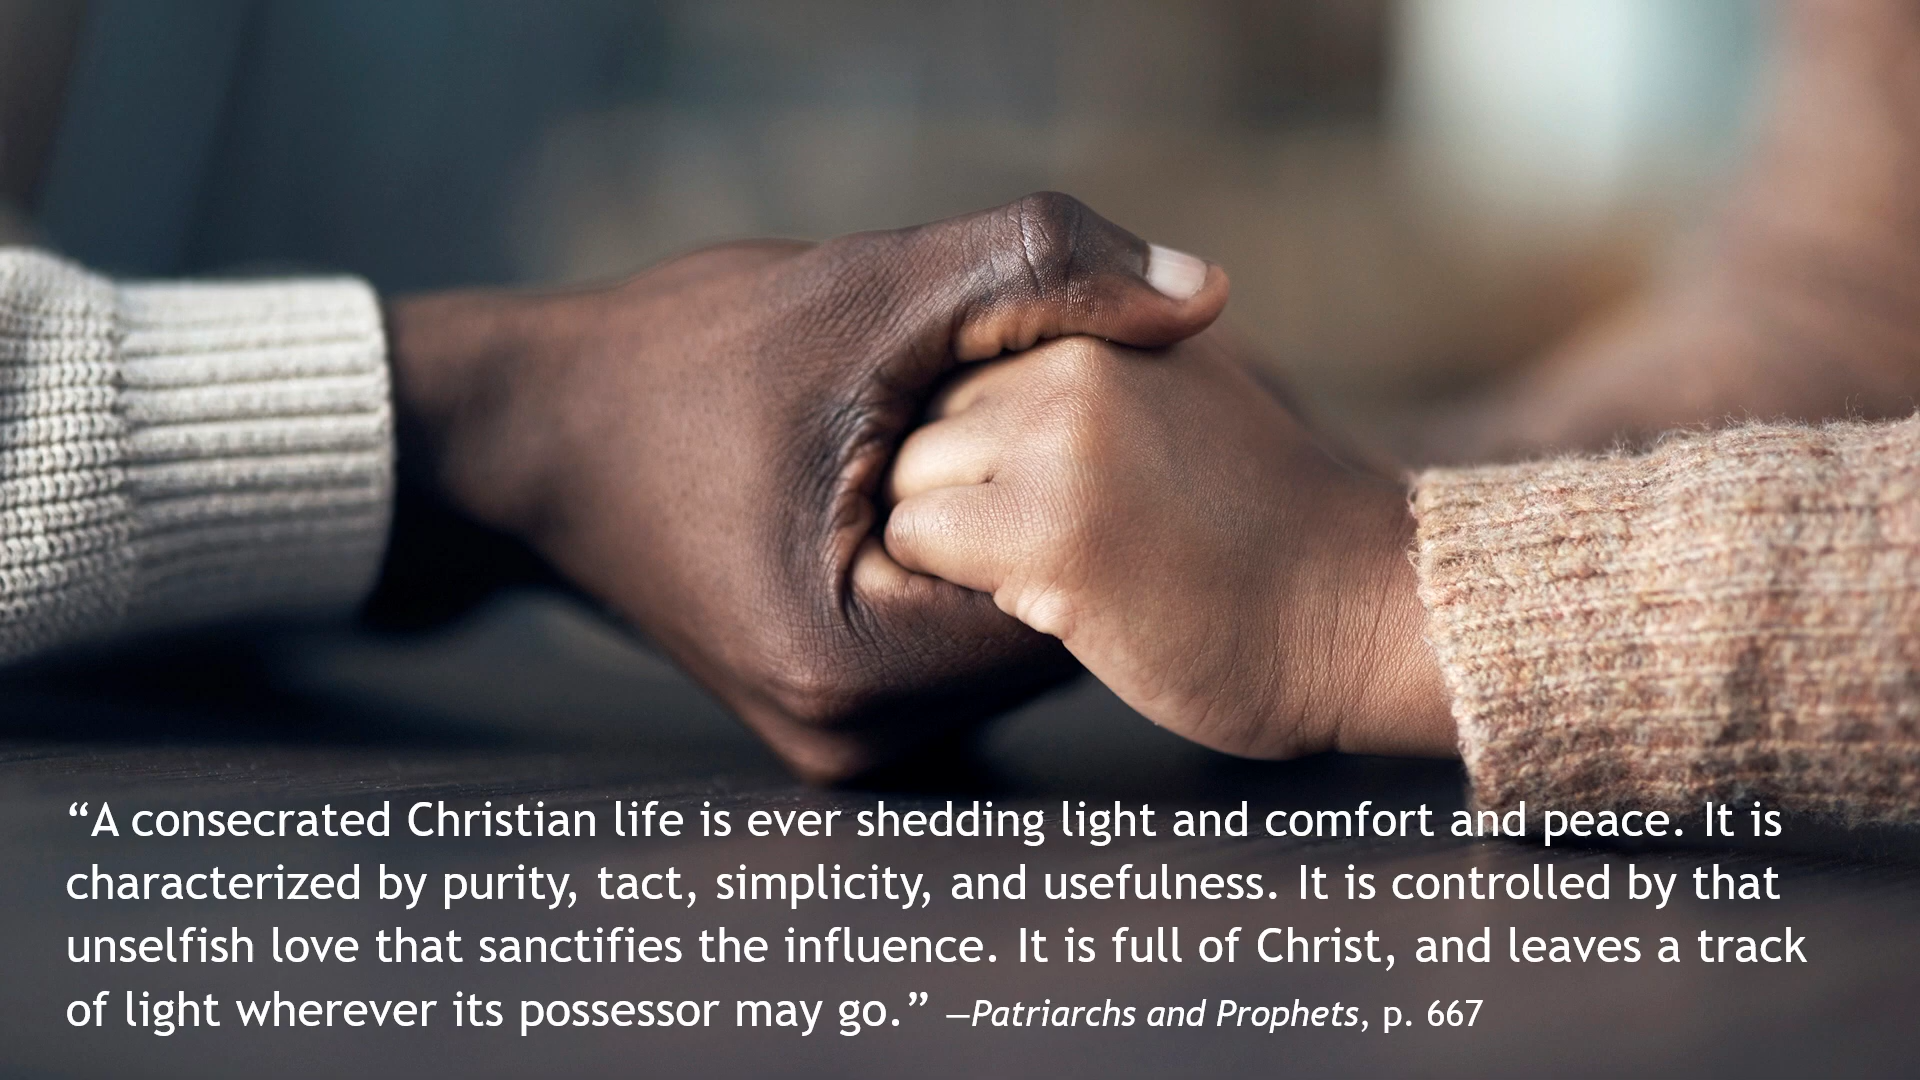 “A consecrated Christian life is ever shedding light and comfort and peace. It is
characterized by purity, tact, simplicity, and usefulness. It is controlled by that
unselfish love that sanctifies the influence. It is full of Christ, and leaves a track
of light wherever its possessor may go.” —Patriarchs and Prophets, p. 667